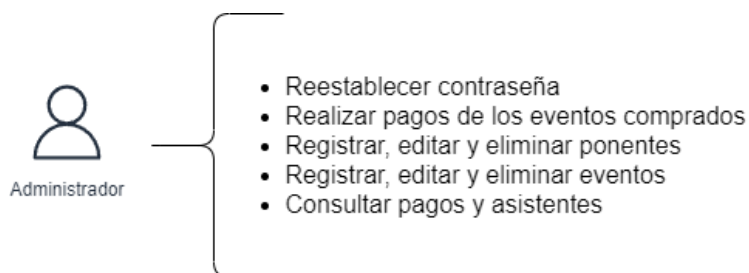 Administrador
Reestablecer contraseña
Realizar pagos de los eventos comprados
Registrar, editar y eliminar ponentes
Registrar, editar y eliminar eventos
Consultar pagos y asistentes